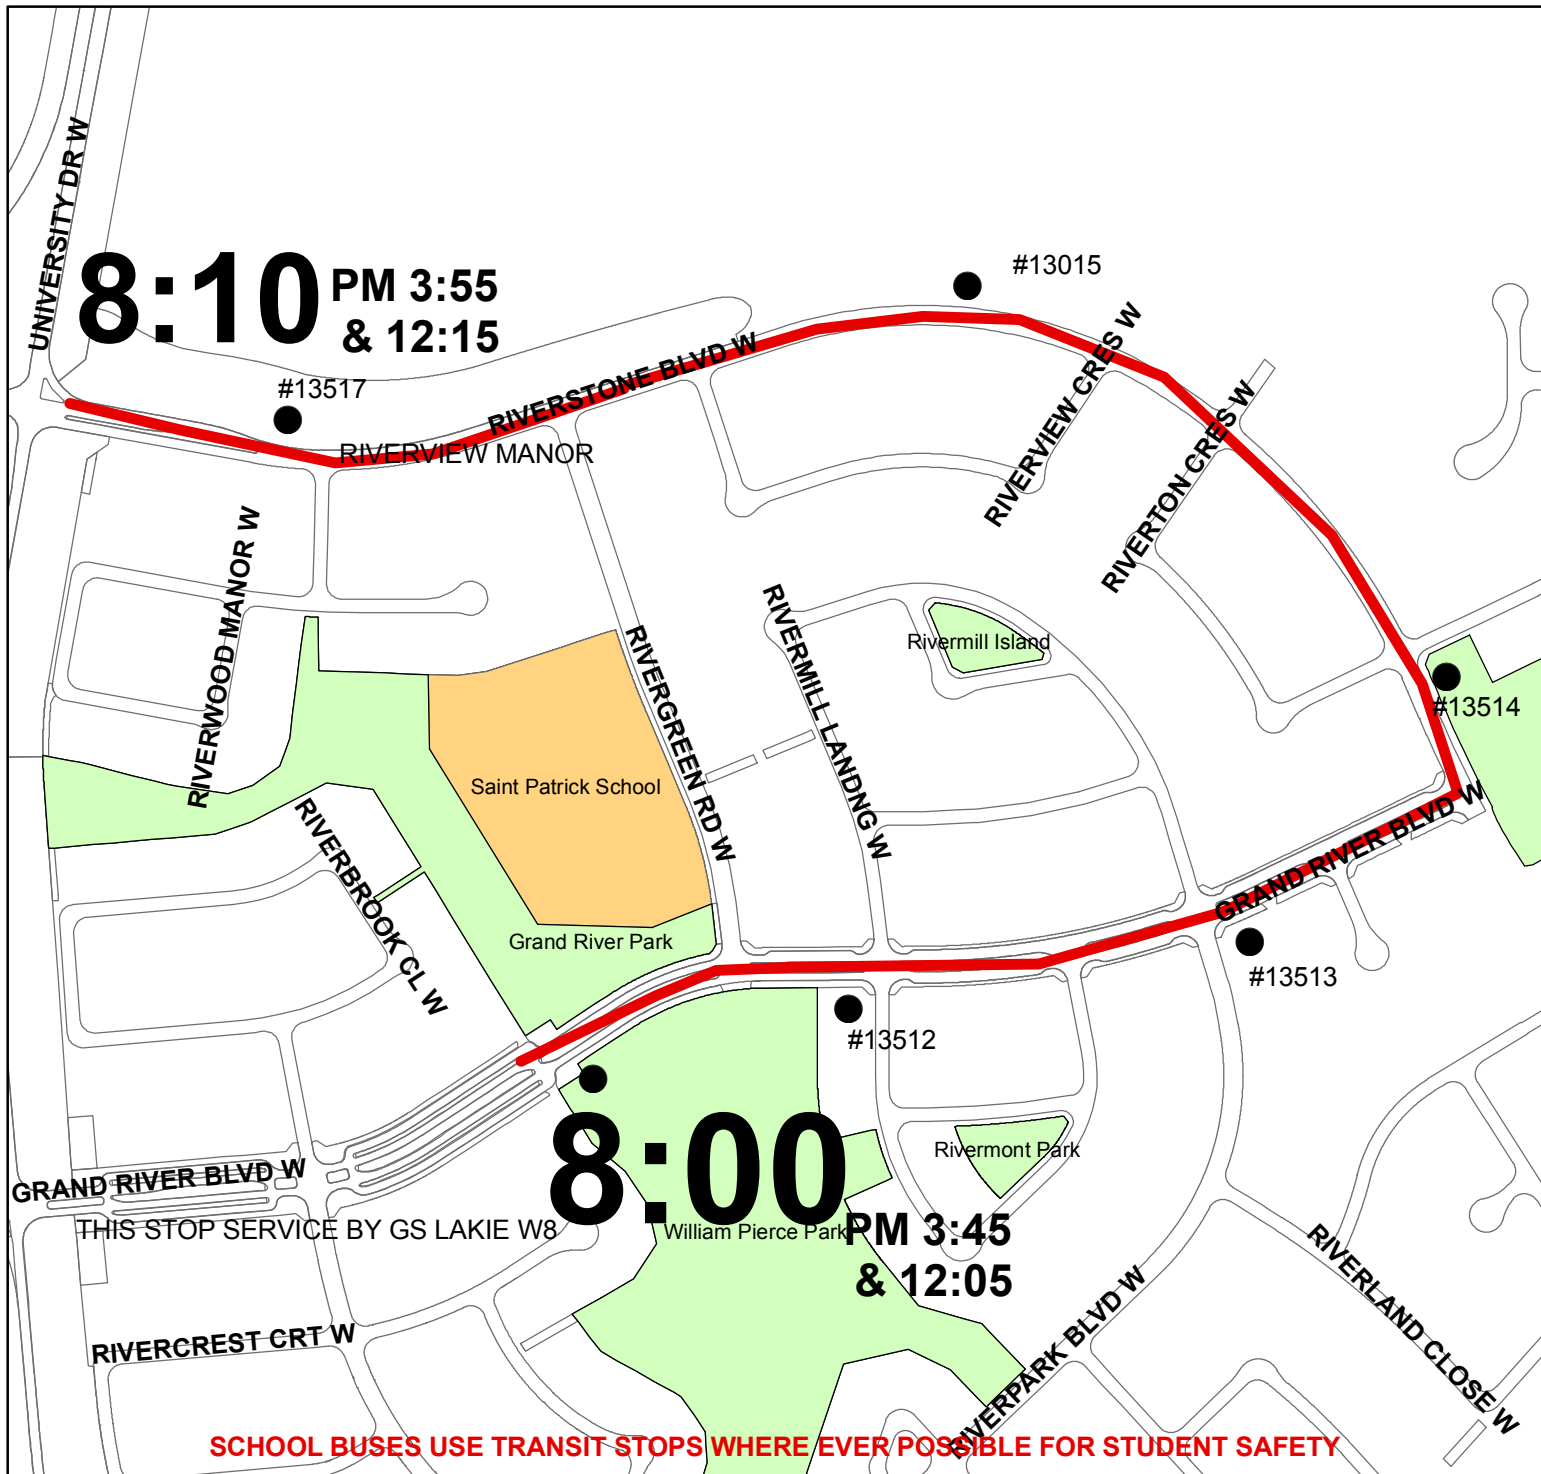 UNIVERSITY DR W
8:10 PM 3:55
& 12:15
#13015
#13517
RIVERSTONE BLVD W
RIVERVIEW MANOR
RIVERVIEW CRES W
RIVERTON CRES W
RIVERWOOD MANOR W
RIVERGREEN RD W
RIVERMILL LANDNG W
Rivermill Island
#13514
Saint Patrick School
RIVERBROOK CL W
GRAND RIVER BLVD W
Grand River Park
#13513
#13512
8:00
Rivermont Park
GRAND RIVER BLVD W
THIS STOP SERVICE BY GS LAKIE W8
William Pierce Park
PM 3:45
& 12:05
RIVERCREST CRT W
RIVERPARK BLVD W
RIVERLAND CLOSE W
SCHOOL BUSES USE TRANSIT STOPS WHERE EVER POSSIBLE FOR STUDENT SAFETY